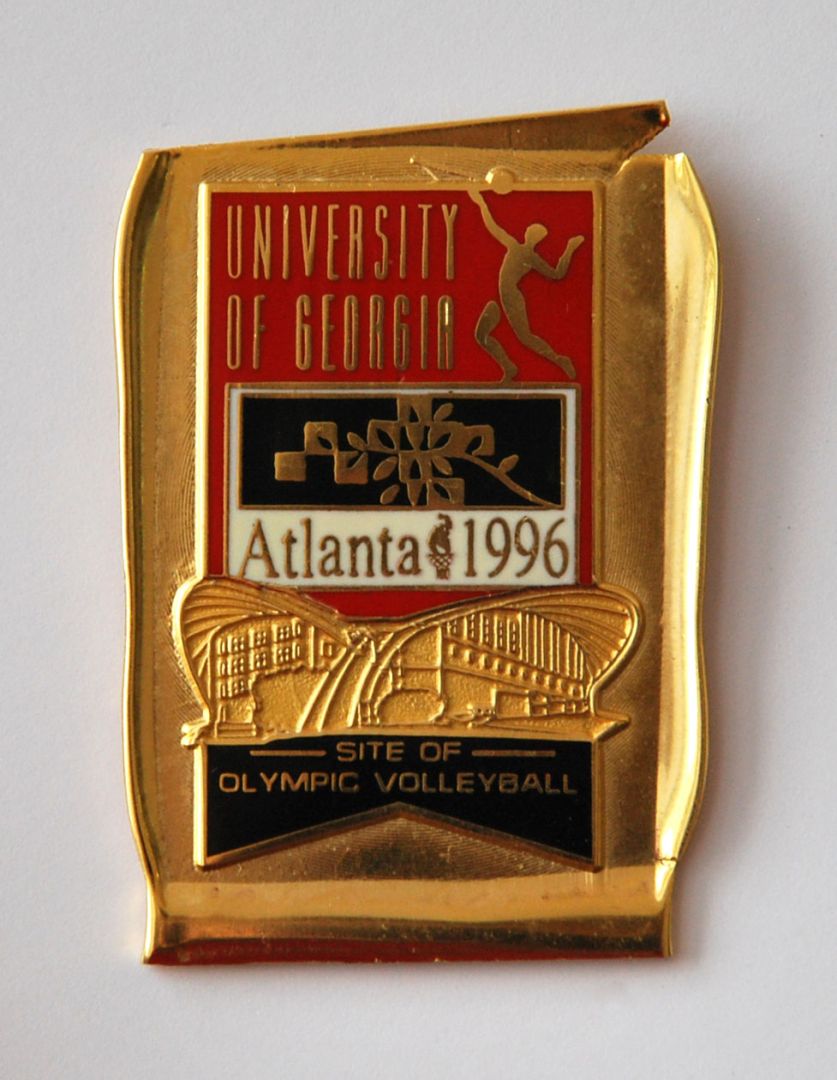 UNIVERSITY
OF GEORGIA
Atlanta 1996
SITE OF
OLYMPIC VOLLEYBALL